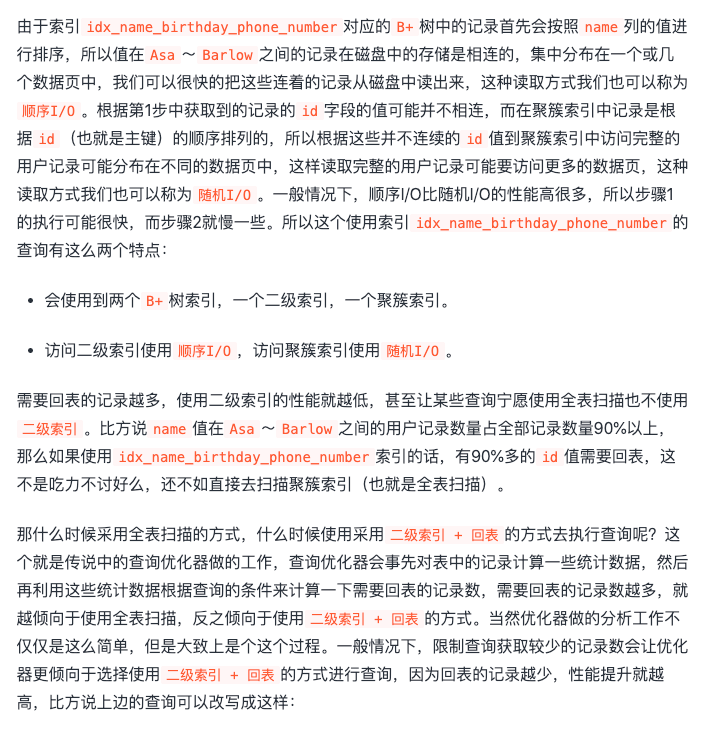 由于索引 idx_name_birthday_phone_number 对应的 B+ 树中的记录首先会按照 name 列的值进
行排序，所以值在 Asa ～ Barlow 之间的记录在磁盘中的存储是相连的，集中分布在一个或几
个数据页中，我们可以很快的把这些连着的记录从磁盘中读出来，这种读取方式我们也可以称为
顺序I/O 。根据第1步中获取到的记录的 id 字段的值可能并不相连，而在聚簇索引中记录是根
据 id （也就是主键）的顺序排列的，所以根据这些并不连续的 id 值到聚簇索引中访问完整的
用户记录可能分布在不同的数据页中，这样读取完整的用户记录可能要访问更多的数据页，这种
读取方式我们也可以称为 随机I/O 。一般情况下，顺序I/O比随机I/O的性能高很多，所以步骤1
的执行可能很快，而步骤2就慢一些。所以这个使用索引 idx_name_birthday_phone_number 的
查询有这么两个特点：
• 会使用到两个 B+ 树索引，一个二级索引，一个聚簇索引。
• 访问二级索引使用 顺序I/O ，访问聚簇索引使用 随机I/O 。
需要回表的记录越多，使用二级索引的性能就越低，甚至让某些查询宁愿使用全表扫描也不使用
二级索引 。比方说 name 值在 Asa ～ Barlow 之间的用户记录数量占全部记录数量90%以上，
那么如果使用 idx_name_birthday_phone_number 索引的话，有90%多的 id 值需要回表，这
不是吃力不讨好么，还不如直接去扫描聚簇索引（也就是全表扫描）。
那什么时候采用全表扫描的方式，什么时候使用采用 二级索引 + 回表 的方式去执行查询呢？这
个就是传说中的查询优化器做的工作，查询优化器会事先对表中的记录计算一些统计数据，然后
再利用这些统计数据根据查询的条件来计算一下需要回表的记录数，需要回表的记录数越多，就
越倾向于使用全表扫描，反之倾向于使用 二级索引 + 回表 的方式。当然优化器做的分析工作不
仅仅是这么简单，但是大致上是个这个过程。一般情况下，限制查询获取较少的记录数会让优化
器更倾向于选择使用 二级索引 + 回表 的方式进行查询，因为回表的记录越少，性能提升就越
高，比方说上边的查询可以改写成这样：